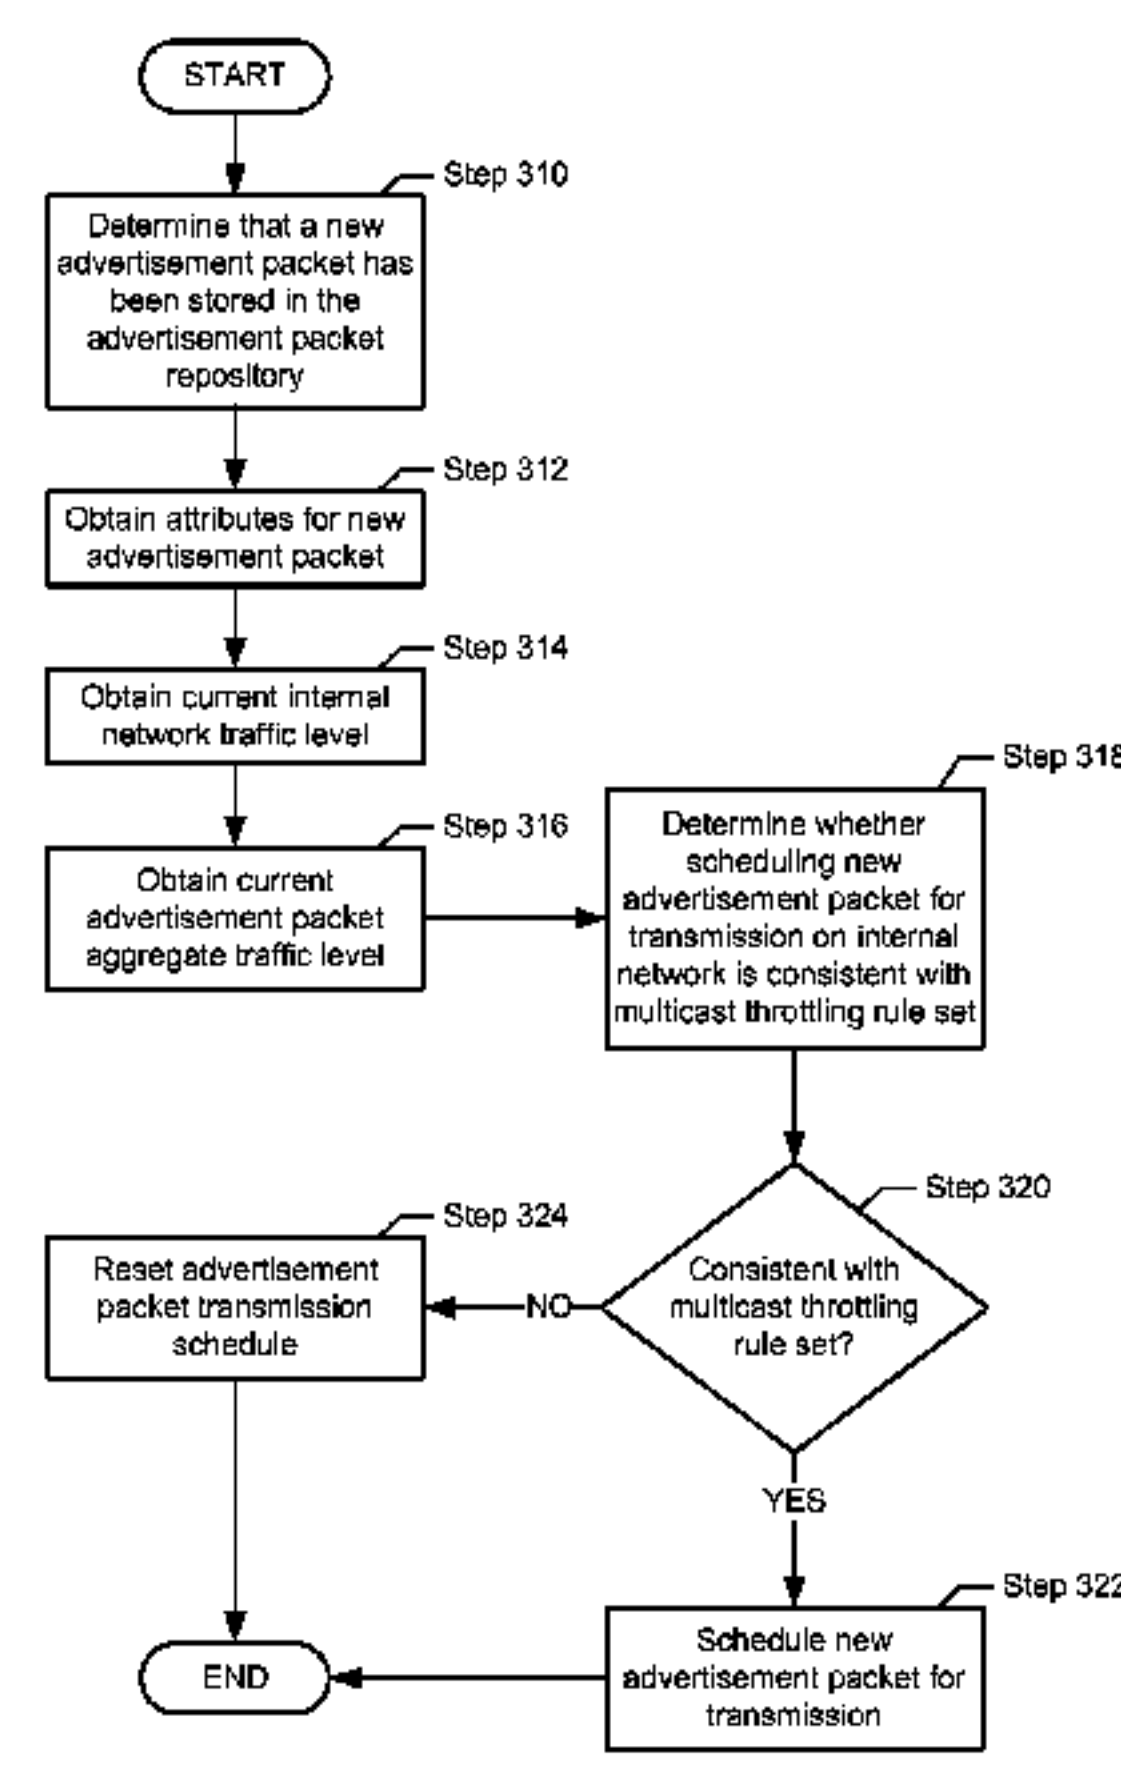 START
Step 310
Determine that a new
advertisement packet has
been stored in the
advertisement packet
repository
Step 312
Obtain attributes for new
advertisement packet
Step 314
Obtain current internal
network traffic level
Step 316
Obtain current
advertisement packet
aggregate traffic level
Step 318
Determine whether
scheduling new
advertisement packet for
transmission on internal
network is consistent with
multicast throttling rule set
Step 320
Consistent with
multicast throttling
rule set?
NO
Step 324
Reset advertisement
packet transmission
schedule
YES
Step 322
Schedule new
advertisement packet for
transmission
END